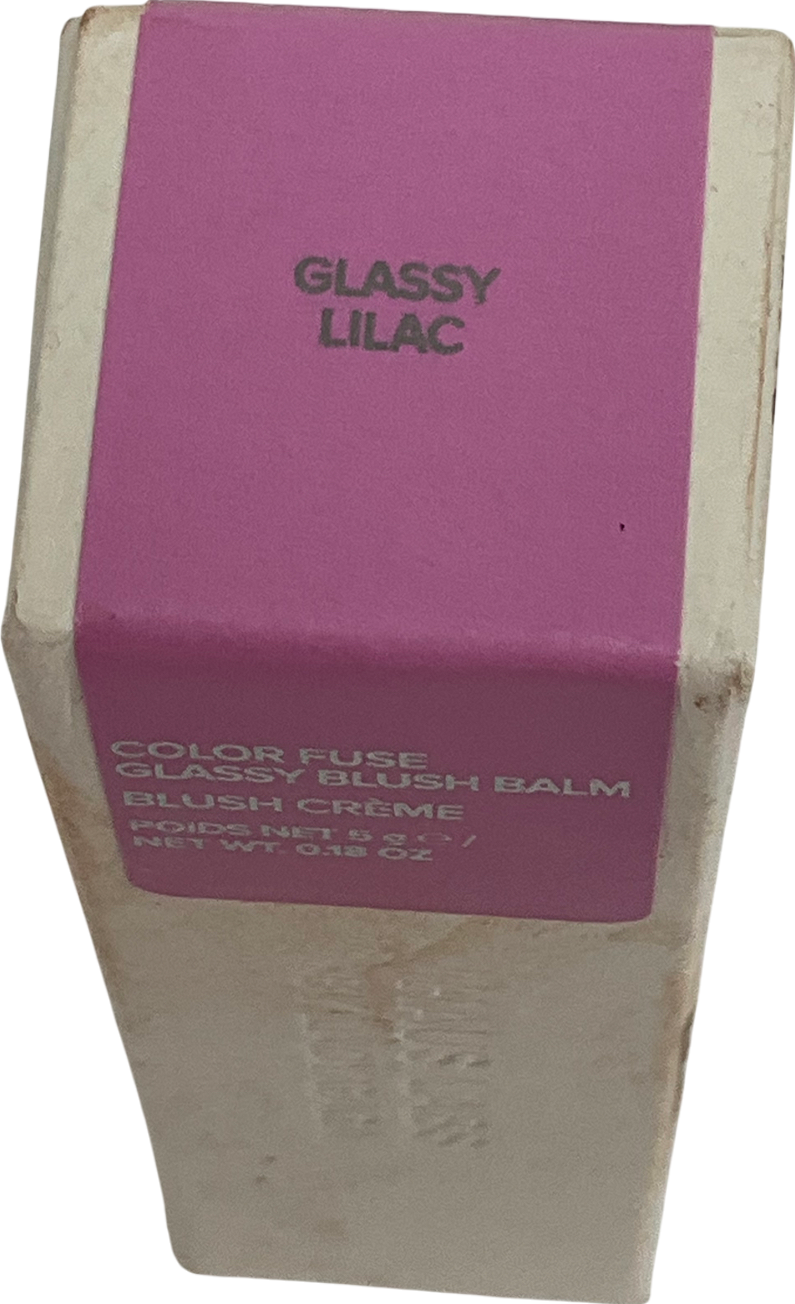 GLASSY
LILAC
COLOR FUSE
GLASSY BLUSH BALM
BLUSH CRÈME
POIDS NET 5 g ℮ /
NET WT. 0.18 OZ